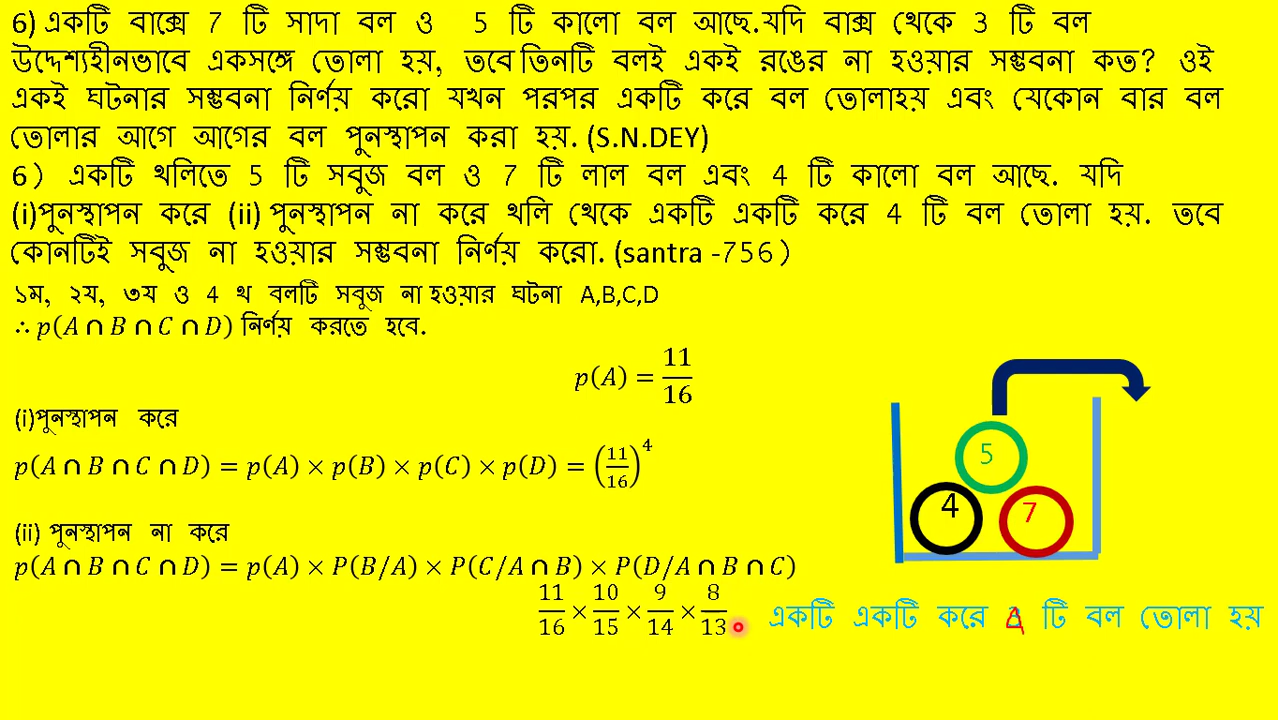 6) একটি বাক্সে 7 টি সাদা বল ও 5 টি কালো বল আছে.যদি বাক্স থেকে 3 টি বল
উদ্দেশ্যহীনভাবে একসঙ্গে তোলা হয়, তবে তিনটি বলই একই রঙের না হওয়ার সম্ভবনা কত? ওই
একই ঘটনার সম্ভবনা নির্ণয় করো যখন পরপর একটি করে বল তোলাহয় এবং যেকোন বার বল
তোলার আগে আগের বল পুনস্থাপন করা হয়. (S.N.DEY)
6) একটি থলিতে 5 টি সবুজ বল ও 7 টি লাল বল এবং 4 টি কালো বল আছে. যদি
(i)পুনস্থাপন করে (ii) পুনস্থাপন না করে থলি থেকে একটি একটি করে 4 টি বল তোলা হয়. তবে
কোনটিই সবুজ না হওয়ার সম্ভবনা নির্ণয় করো. (santra -756)
১ম, ২য, ৩য ও 4 থ বলটি সবুজ না হওয়ার ঘটনা A,B,C,D
∴ p(A ∩ B ∩ C ∩ D) নির্ণয় করতে হবে.
p(A) = 11/16
(i)পুনস্থাপন করে
p(A ∩ B ∩ C ∩ D) = p(A) × p(B) × p(C) × p(D) = (11/16)⁴
(ii) পুনস্থাপন না করে
p(A ∩ B ∩ C ∩ D) = p(A) × P(B/A) × P(C/A ∩ B) × P(D/A ∩ B ∩ C)
11/16 × 10/15 × 9/14 × 8/13
5
4 7
একটি একটি করে টি বল তোলা হয়